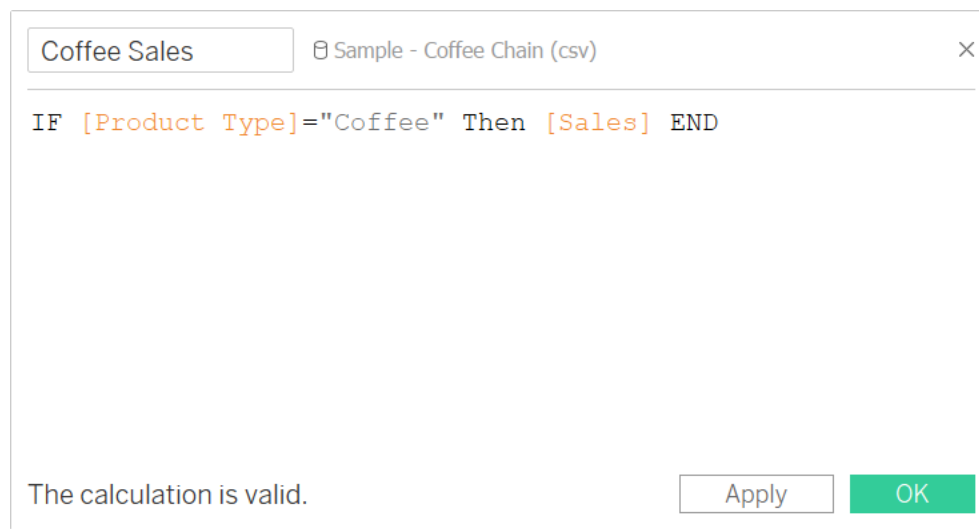 Coffee Sales Sample - Coffee Chain (csv)
IF [Product Type]="Coffee" Then [Sales] END
The calculation is valid. Apply OK